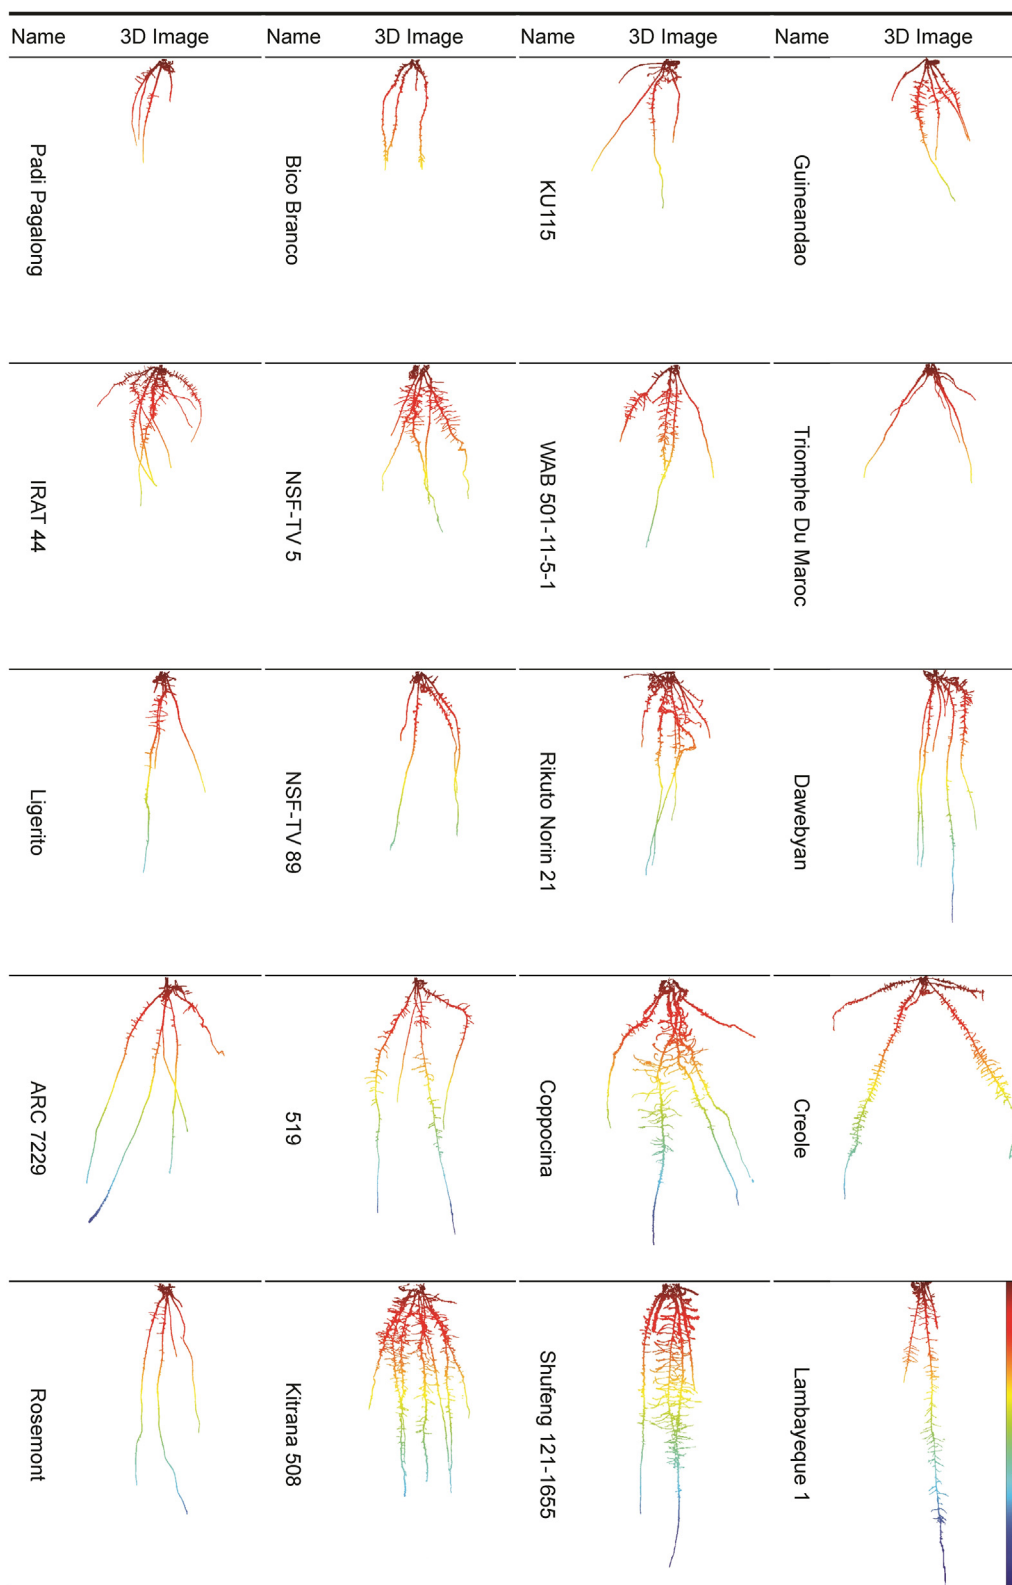 Name 3D Image Name 3D Image Name 3D Image Name 3D Image
Padi Pagalong
Bico Branco
KU115
Guineandao
IRAT 44
NSF-TV 5
WAB 501-11-5-1
Triomphe Du Maroc
Ligerito
NSF-TV 89
Rikuto Norin 21
Dawebyan
ARC 7229
519
Coppocina
Creole
Rosemont
Kitrana 508
Shufeng 121-1655
Lambayeque 1